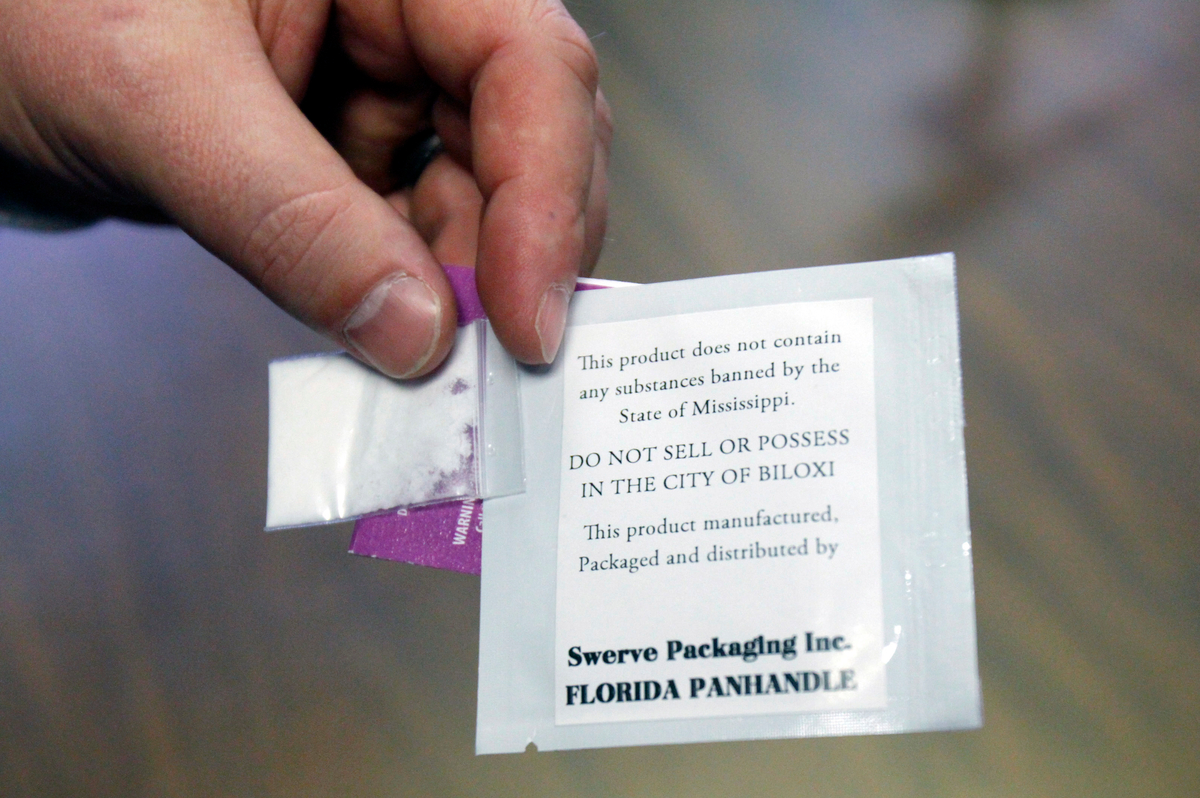 This product does not contain
any substances banned by the
State of Mississippi.
DO NOT SELL OR POSSESS
IN THE CITY OF BILOXI
This product manufactured,
Packaged and distributed by
Swerve Packaging Inc.
FLORIDA PANHANDLE